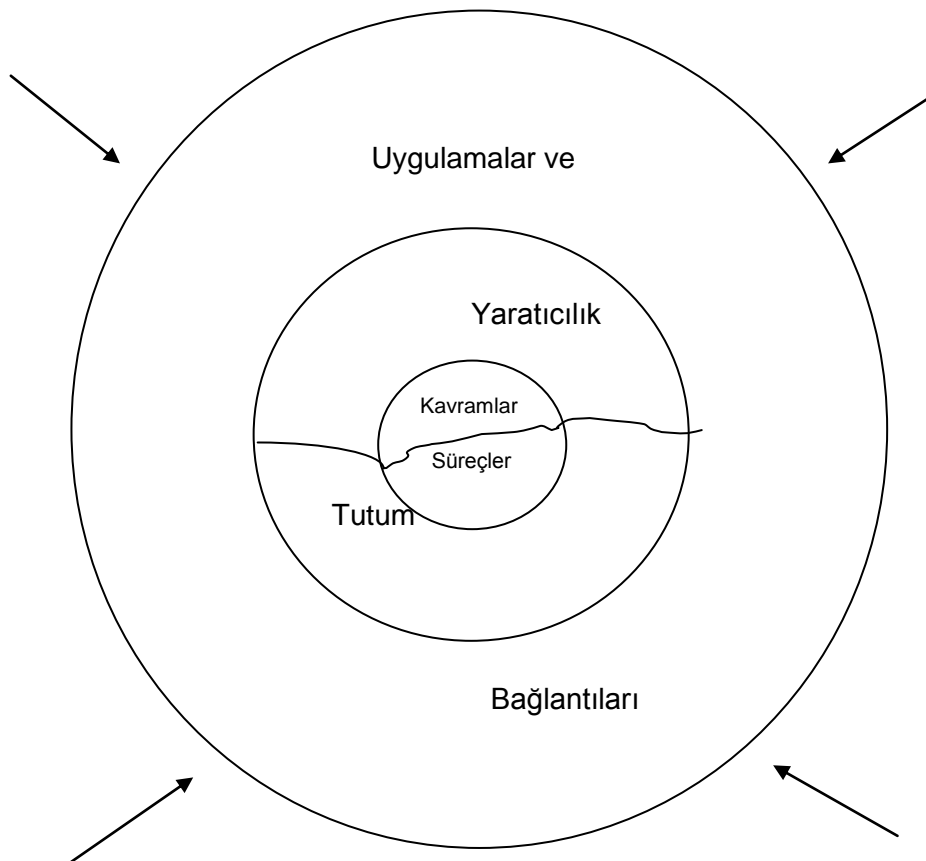 Uygulamalar ve
Yaratıcılık
Kavramlar
Süreçler
Tutum
Bağlantıları